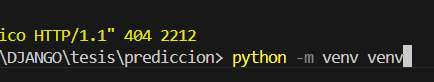 ico HTTP/1.1" 404 2212
\DJANGO\tesis\prediccion> python -m venv venv